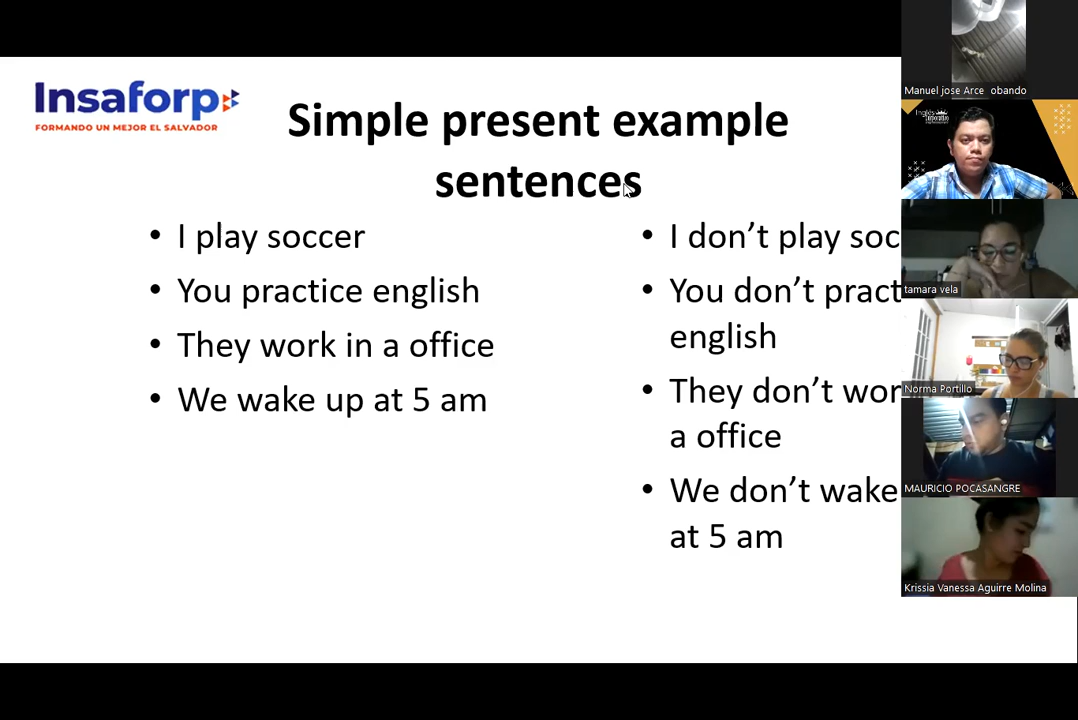 Insaforp
FORMANDO UN MEJOR EL SALVADOR
Simple present example
sentences
• I play soccer
• You practice english
• They work in a office
• We wake up at 5 am
• I don’t play soc
• You don’t pract
english
• They don’t wor
a office
• We don’t wake
at 5 am
Manuel jose Arce obando
Inglés
tamara vela
Norma Portillo
MAURICIO POCASANGRE
Krissia Vanessa Aguirre Molina